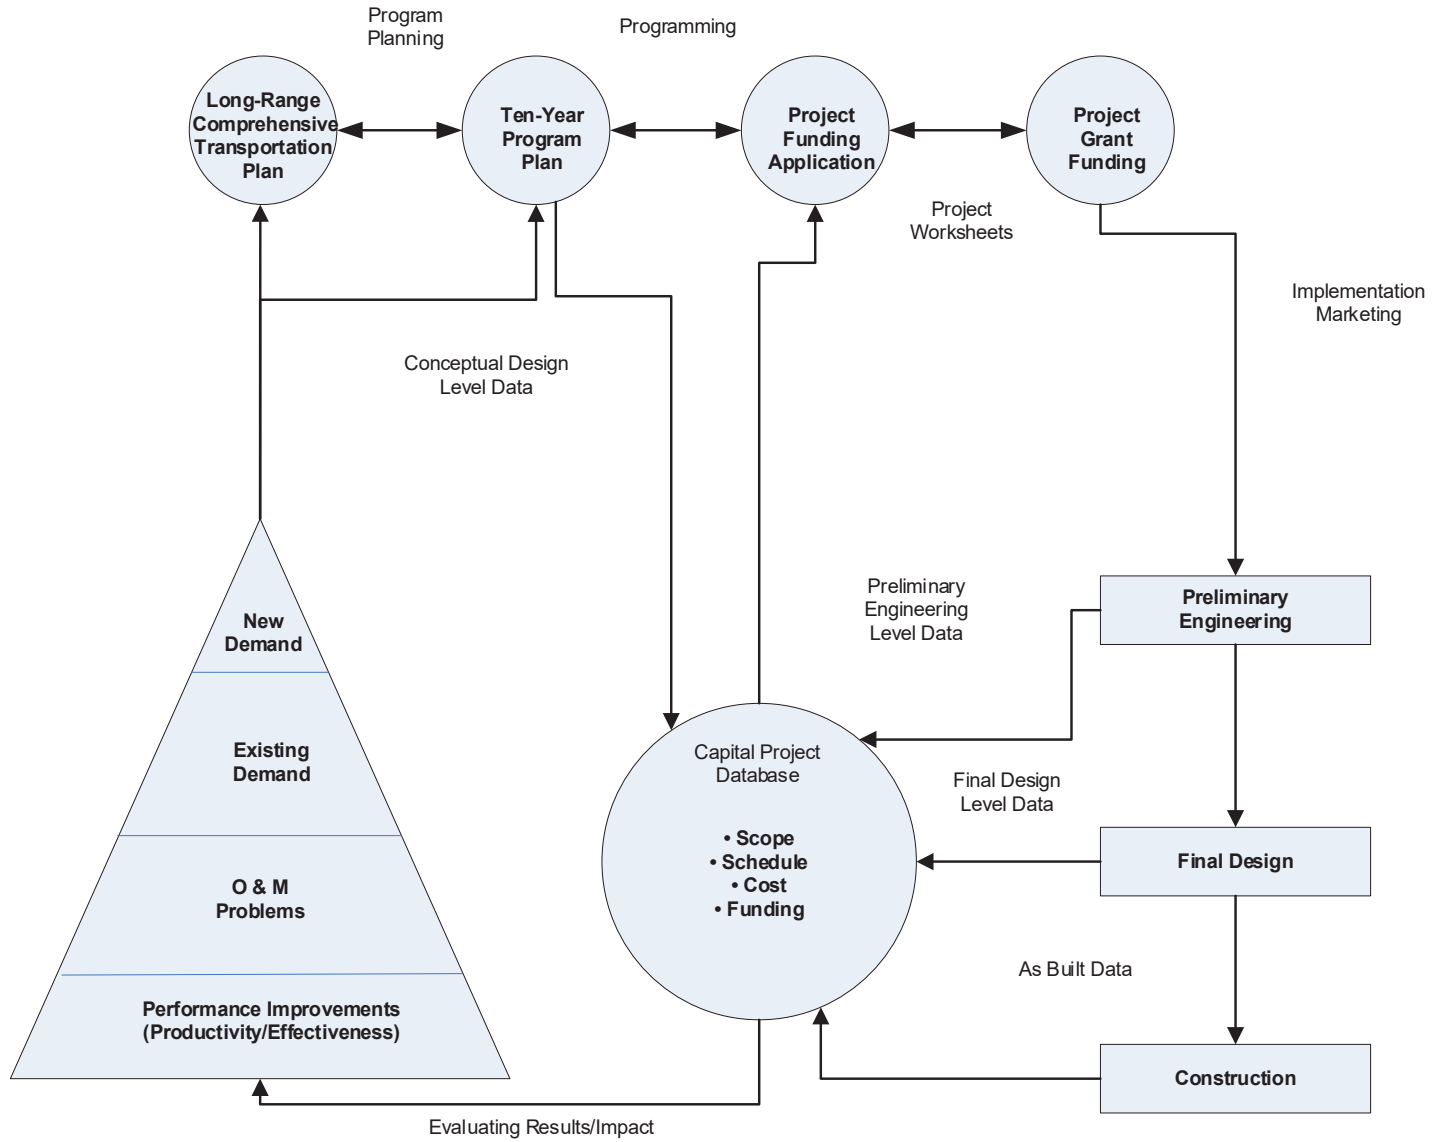 Program
Planning
Programming
Long-Range
Comprehensive
Transportation
Plan
Ten-Year
Program
Plan
Project
Funding
Application
Project
Grant
Funding
Project
Worksheets
Implementation
Marketing
Conceptual Design
Level Data
Preliminary
Engineering
Level Data
Preliminary
Engineering
New
Demand
Existing
Demand
Capital Project
Database
• Scope
• Schedule
• Cost
• Funding
Final Design
Level Data
Final Design
O & M
Problems
As Built Data
Performance Improvements
(Productivity/Effectiveness)
Construction
Evaluating Results/Impact